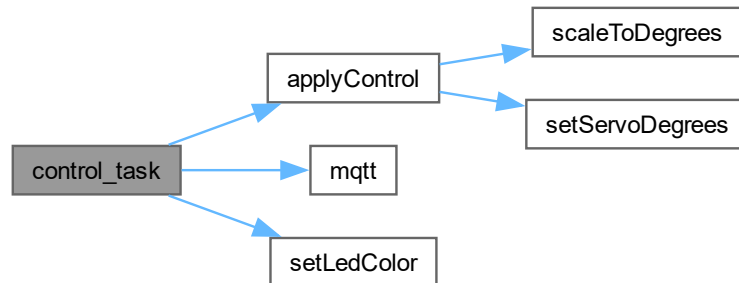 scaleToDegrees
applyControl
setServoDegrees
control_task
mqtt
setLedColor